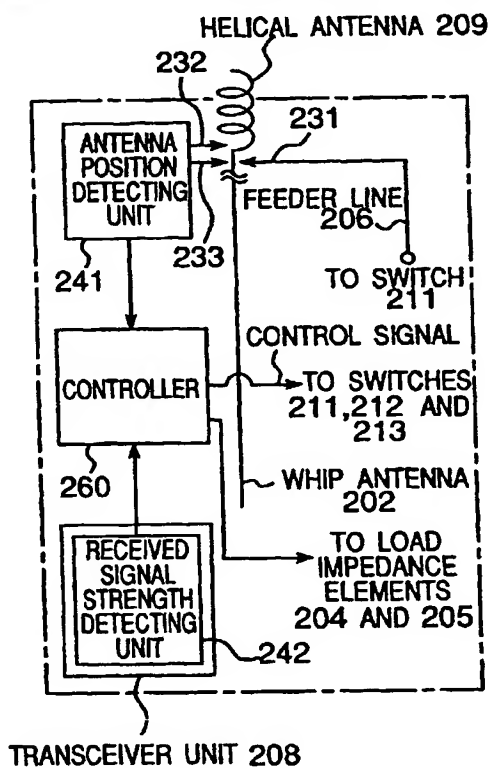 HELICAL ANTENNA 209
232
231
ANTENNA
POSITION
DETECTING
UNIT
FEEDER LINE
206
233
241
TO SWITCH
211
CONTROL SIGNAL
CONTROLLER
TO SWITCHES
211,212 AND
213
260
WHIP ANTENNA
202
RECEIVED
SIGNAL
STRENGTH
DETECTING
UNIT
TO LOAD
IMPEDANCE
ELEMENTS
204 AND 205
242
TRANSCEIVER UNIT 208